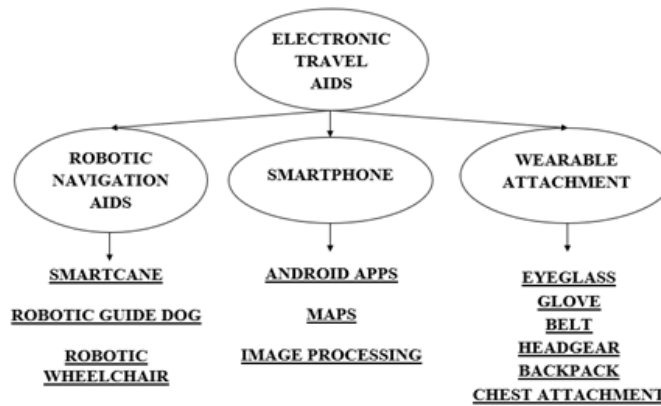 ELECTRONIC
TRAVEL
AIDS
ROBOTIC
NAVIGATION
AIDS
SMARTPHONE
WEARABLE
ATTACHMENT
SMARTCANE
ROBOTIC GUIDE DOG
ROBOTIC
WHEELCHAIR
ANDROID APPS
MAPS
IMAGE PROCESSING
EYEGLASS
GLOVE
BELT
HEADGEAR
BACKPACK
CHEST ATTACHMENT